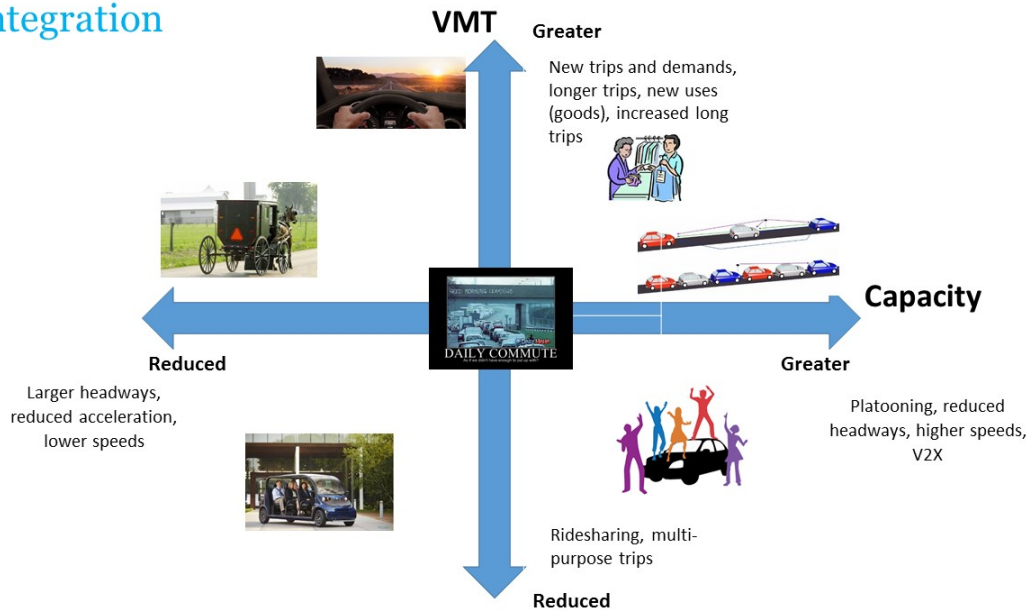 ntegration
VMT
Greater
New trips and demands,
longer trips, new uses
(goods), increased long
trips
Capacity
DAILY COMMUTE
Reduced
Larger headways,
reduced acceleration,
lower speeds
Greater
Platooning, reduced
headways, higher speeds,
V2X
Ridesharing, multi-
purpose trips
Reduced